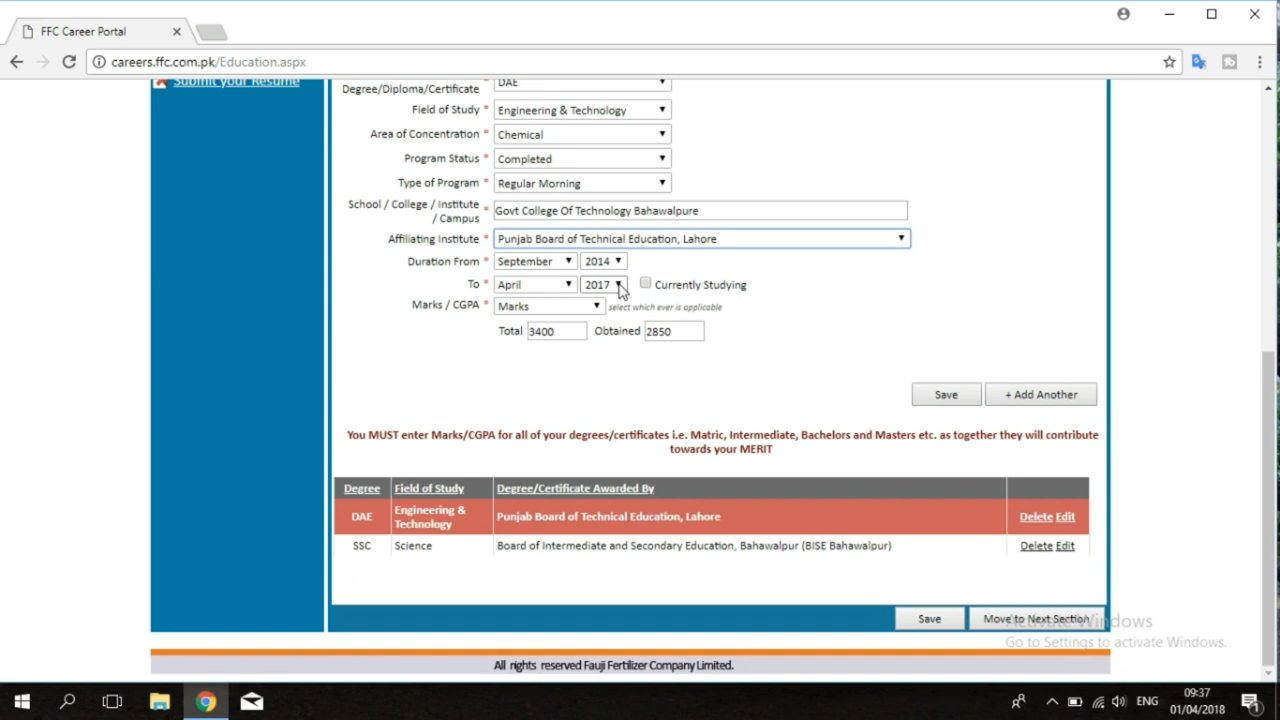 FFC Career Portal
careers.ffc.com.pk/Education.aspx
Submit your Resume
Degree/Diploma/Certificate * DAE
Field of Study * Engineering & Technology
Area of Concentration * Chemical
Program Status * Completed
Type of Program * Regular Morning
School / College / Institute
/ Campus * Govt College Of Technology Bahawalpure
Affiliating Institute * Punjab Board of Technical Education, Lahore
Duration From * September 2014
To * April 2017 Currently Studying
Marks / CGPA * Marks select which ever is applicable
Total 3400 Obtained 2850
Save + Add Another
You MUST enter Marks/CGPA for all of your degrees/certificates i.e. Matric, Intermediate, Bachelors and Masters etc. as together they will contribute
towards your MERIT
Degree Field of Study Degree/Certificate Awarded By
DAE Engineering & Technology Punjab Board of Technical Education, Lahore Delete Edit
SSC Science Board of Intermediate and Secondary Education, Bahawalpur (BISE Bahawalpur) Delete Edit
Save Move to Next Section
Activate Windows
Go to Settings to activate Windows.
All rights reserved Fauji Fertilizer Company Limited.
ENG
09:37
01/04/2018
1